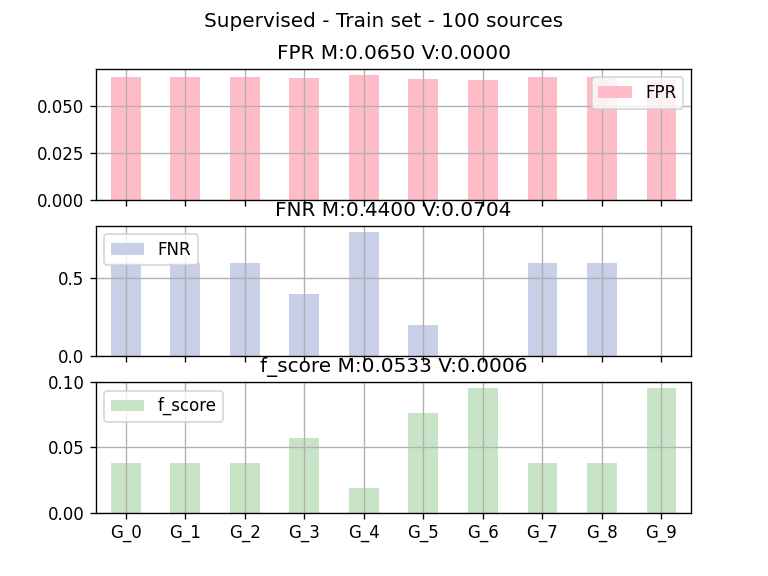 Supervised - Train set - 100 sources
FPR M:0.0650 V:0.0000
0.050
0.025
0.000
FPR
FNR M:0.4400 V:0.0704
0.5
0.0
FNR
f_score M:0.0533 V:0.0006
0.10
0.05
0.00
f_score
G_0 G_1 G_2 G_3 G_4 G_5 G_6 G_7 G_8 G_9